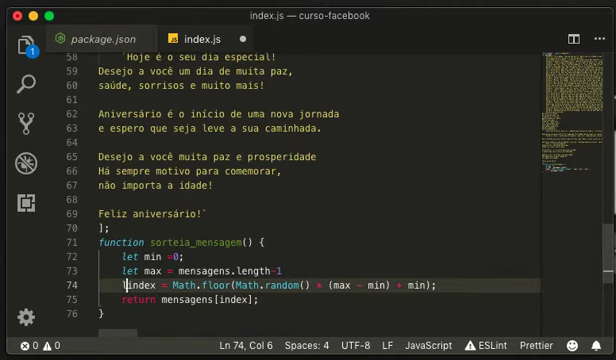 index.js — curso-facebook
package.json
JS index.js
1
58 `Hoje é o seu dia especial!
59 Desejo a você um dia de muita paz,
60 saúde, sorrisos e muito mais!
61
62 Aniversário é o início de uma nova jornada
63 e espero que seja leve a sua caminhada.
65
66 Desejo a você muita paz e prosperidade
67 Há sempre motivo para comemorar,
68 não importa a idade!
69 Feliz aniversário!`
70 ];
71 function sorteia_mensagem() {
72 let min =0;
73 let max = mensagens.length-1
74 lindex = Math.floor(Math.random() * (max - min) + min);
75 return mensagens[index];
76 }
0 0
Ln 74, Col 6
Spaces: 4
UTF-8
LF
JavaScript
ESLint
Prettier